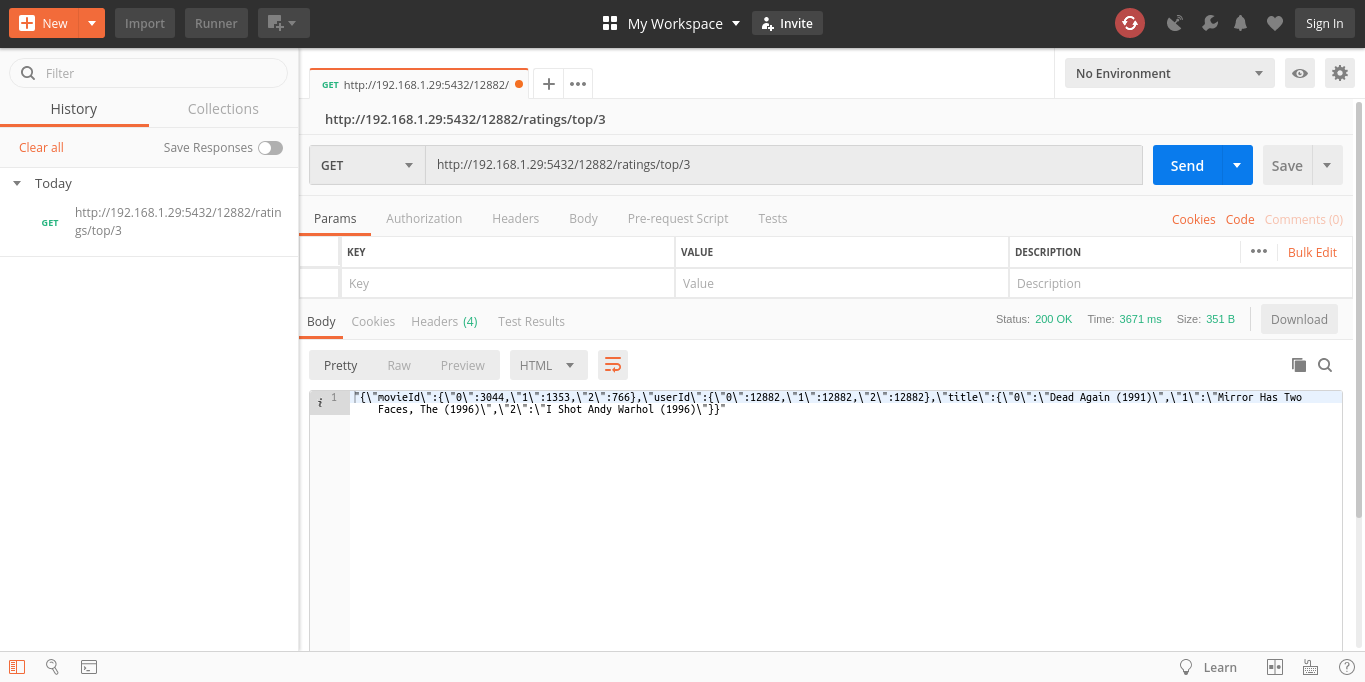 New
Import
Runner
My Workspace
Invite
Sign In
Filter
History
Collections
Clear all
Save Responses
Today
GET
http://192.168.1.29:5432/12882/ratin
gs/top/3
GET http://192.168.1.29:5432/12882/
No Environment
http://192.168.1.29:5432/12882/ratings/top/3
GET
http://192.168.1.29:5432/12882/ratings/top/3
Send
Save
Params
Authorization
Headers
Body
Pre-request Script
Tests
Cookies
Code
Comments (0)
KEY
VALUE
DESCRIPTION
Bulk Edit
Key
Value
Description
Body
Cookies
Headers (4)
Test Results
Status: 200 OK
Time: 3671 ms
Size: 351 B
Download
Pretty
Raw
Preview
HTML
i 1
"{\"movieId\":{\"0\":3044,\"1\":1353,\"2\":766},\"userId\":{\"0\":12882,\"1\":12882,\"2\":12882},\"title\":{\"0\":\"Dead Again (1991)\",\"1\":\"Mirror Has Two
Faces, The (1996)\",\"2\":\"I Shot Andy Warhol (1996)\"}}"
Learn